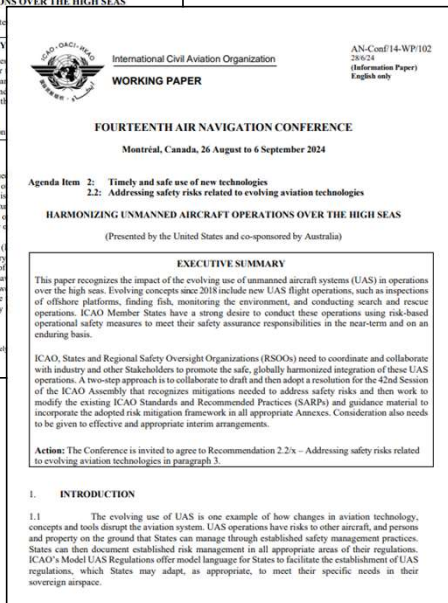 NS OVER THE HIGH SEAS
ICAO · OACI · ИКАО
International Civil Aviation Organization
WORKING PAPER
AN-Conf/14-WP/102
28/6/24
(Information Paper)
English only
FOURTEENTH AIR NAVIGATION CONFERENCE
Montréal, Canada, 26 August to 6 September 2024
Agenda Item 2: Timely and safe use of new technologies
2.2: Addressing safety risks related to evolving aviation technologies
HARMONIZING UNMANNED AIRCRAFT OPERATIONS OVER THE HIGH SEAS
(Presented by the United States and co-sponsored by Australia)
EXECUTIVE SUMMARY
This paper recognizes the impact of the evolving use of unmanned aircraft systems (UAS) in operations
over the high seas. Evolving concepts since 2018 include new UAS flight operations, such as inspections
of offshore platforms, finding fish, monitoring the environment, and conducting search and rescue
operations. ICAO Member States have a strong desire to conduct these operations using risk-based
operational safety measures to meet their safety assurance responsibilities in the near-term and on an
enduring basis.
ICAO, States and Regional Safety Oversight Organizations (RSOOs) need to coordinate and collaborate
with industry and other Stakeholders to promote the safe, globally harmonized integration of these UAS
operations. A two-step approach is to collaborate to draft and then adopt a resolution for the 42nd Session
of the ICAO Assembly that recognizes mitigations needed to address safety risks and then work to
modify the existing ICAO Standards and Recommended Practices (SARPs) and guidance material to
incorporate the adopted risk mitigation framework in all appropriate Annexes. Consideration also needs
to be given to effective and appropriate interim arrangements.
Action: The Conference is invited to agree to Recommendation 2.2/x – Addressing safety risks related
to evolving aviation technologies in paragraph 3.
1. INTRODUCTION
1.1 The evolving use of UAS is one example of how changes in aviation technology,
concepts and tools disrupt the aviation system. UAS operations have risks to other aircraft, and persons
and property on the ground that States can manage through established safety management practices.
States can then document established risk management in all appropriate areas of their regulations.
ICAO's Model UAS Regulations offer model language for States to facilitate the establishment of UAS
regulations, which States may adapt, as appropriate, to meet their specific needs in their
sovereign airspace.